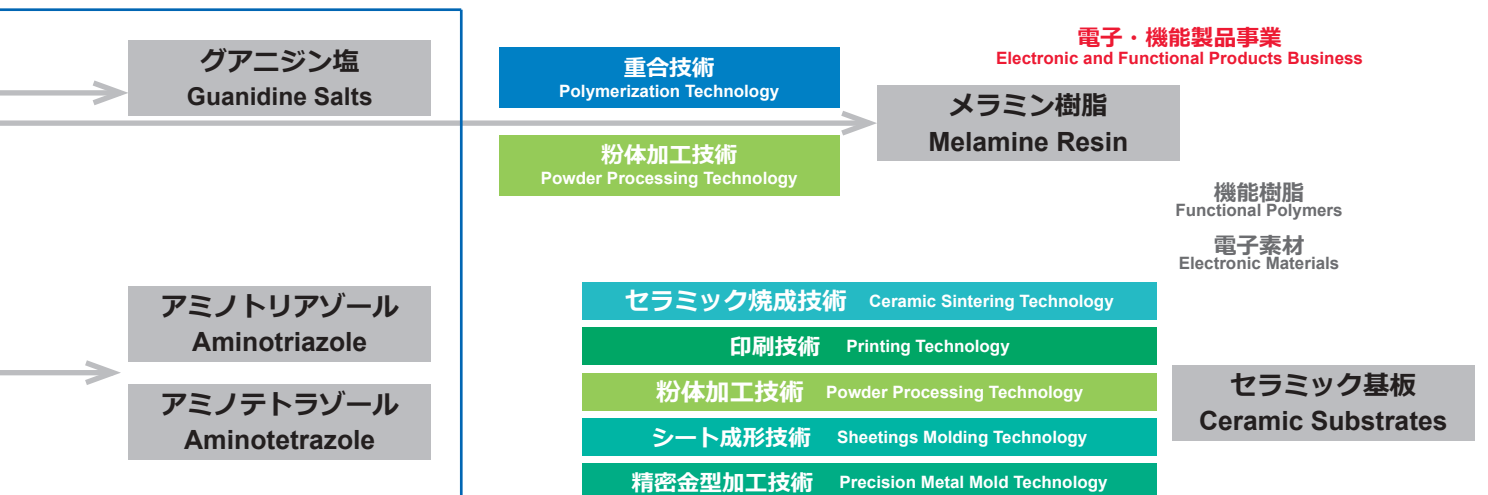 グアニジン塩
Guanidine Salts
重合技術
Polymerization Technology
電子・機能製品事業
Electronic and Functional Products Business
メラミン樹脂
Melamine Resin
粉体加工技術
Powder Processing Technology
機能樹脂
Functional Polymers
電子素材
Electronic Materials
アミノトリアゾール
Aminotriazole
アミノテトラゾール
Aminotetrazole
セラミック焼成技術 Ceramic Sintering Technology
印刷技術 Printing Technology
粉体加工技術 Powder Processing Technology
シート成形技術 Sheetings Molding Technology
精密金型加工技術 Precision Metal Mold Technology
セラミック基板
Ceramic Substrates